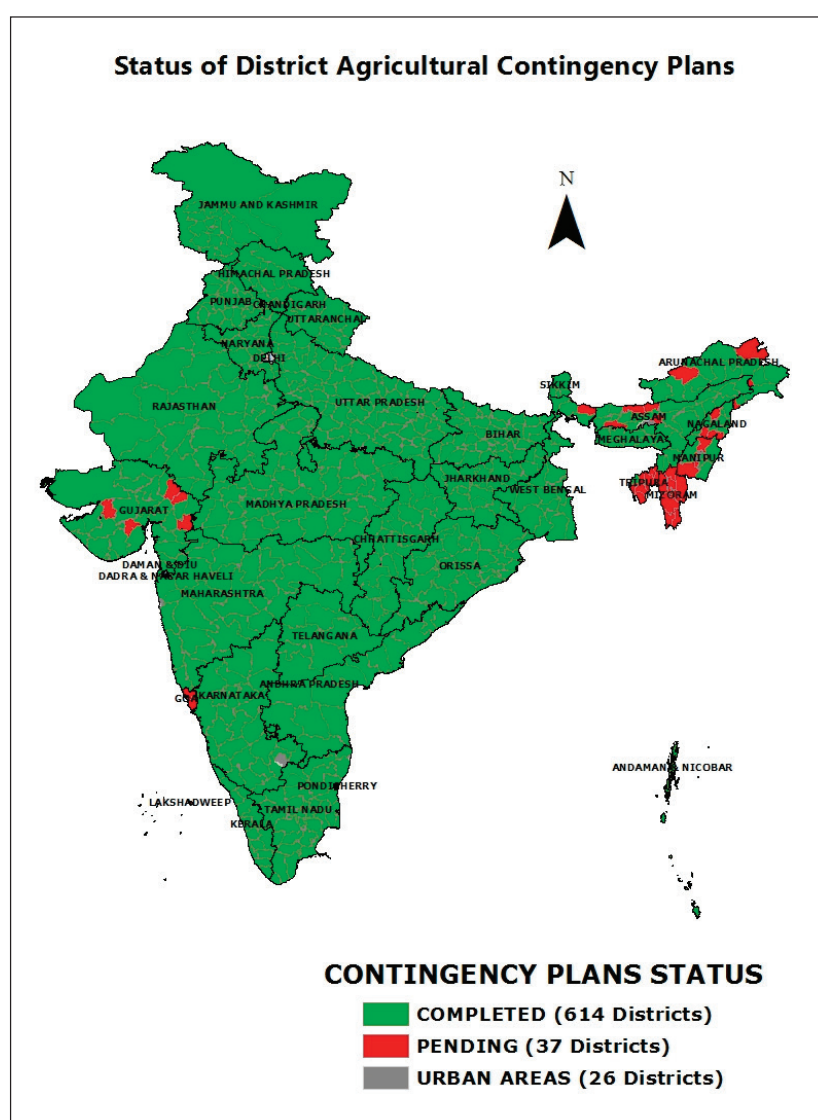 Status of District Agricultural Contingency Plans
N
JAMMU AND KASHMIR
HIMACHAL PRADESH
PUNJAB
CHANDIGARH
UTTARANCHAL
NARYANA
DELHI
ARUNACHAL PRADESH
SIKKIM
RAJASTHAN
UTTAR PRADESH
ASSAM
NAGALAND
BIHAR
MEGHALAYA
MANIPUR
JHARKHAND
TRIPURA
WEST BENGAL
MIZORAM
GUJARAT
MADHYA PRADESH
CHHATTISGARH
ORISSA
DAMAN & DIU
DADRA & NAGAR HAVELI
MAHARASHTRA
TELANGANA
ANDHRA PRADESH
GOA
KARNATAKA
ANDAMAN & NICOBAR
PONDICHERRY
LAKSHADWEEP
TAMIL NADU
KERALA
CONTINGENCY PLANS STATUS
COMPLETED (614 Districts)
PENDING (37 Districts)
URBAN AREAS (26 Districts)